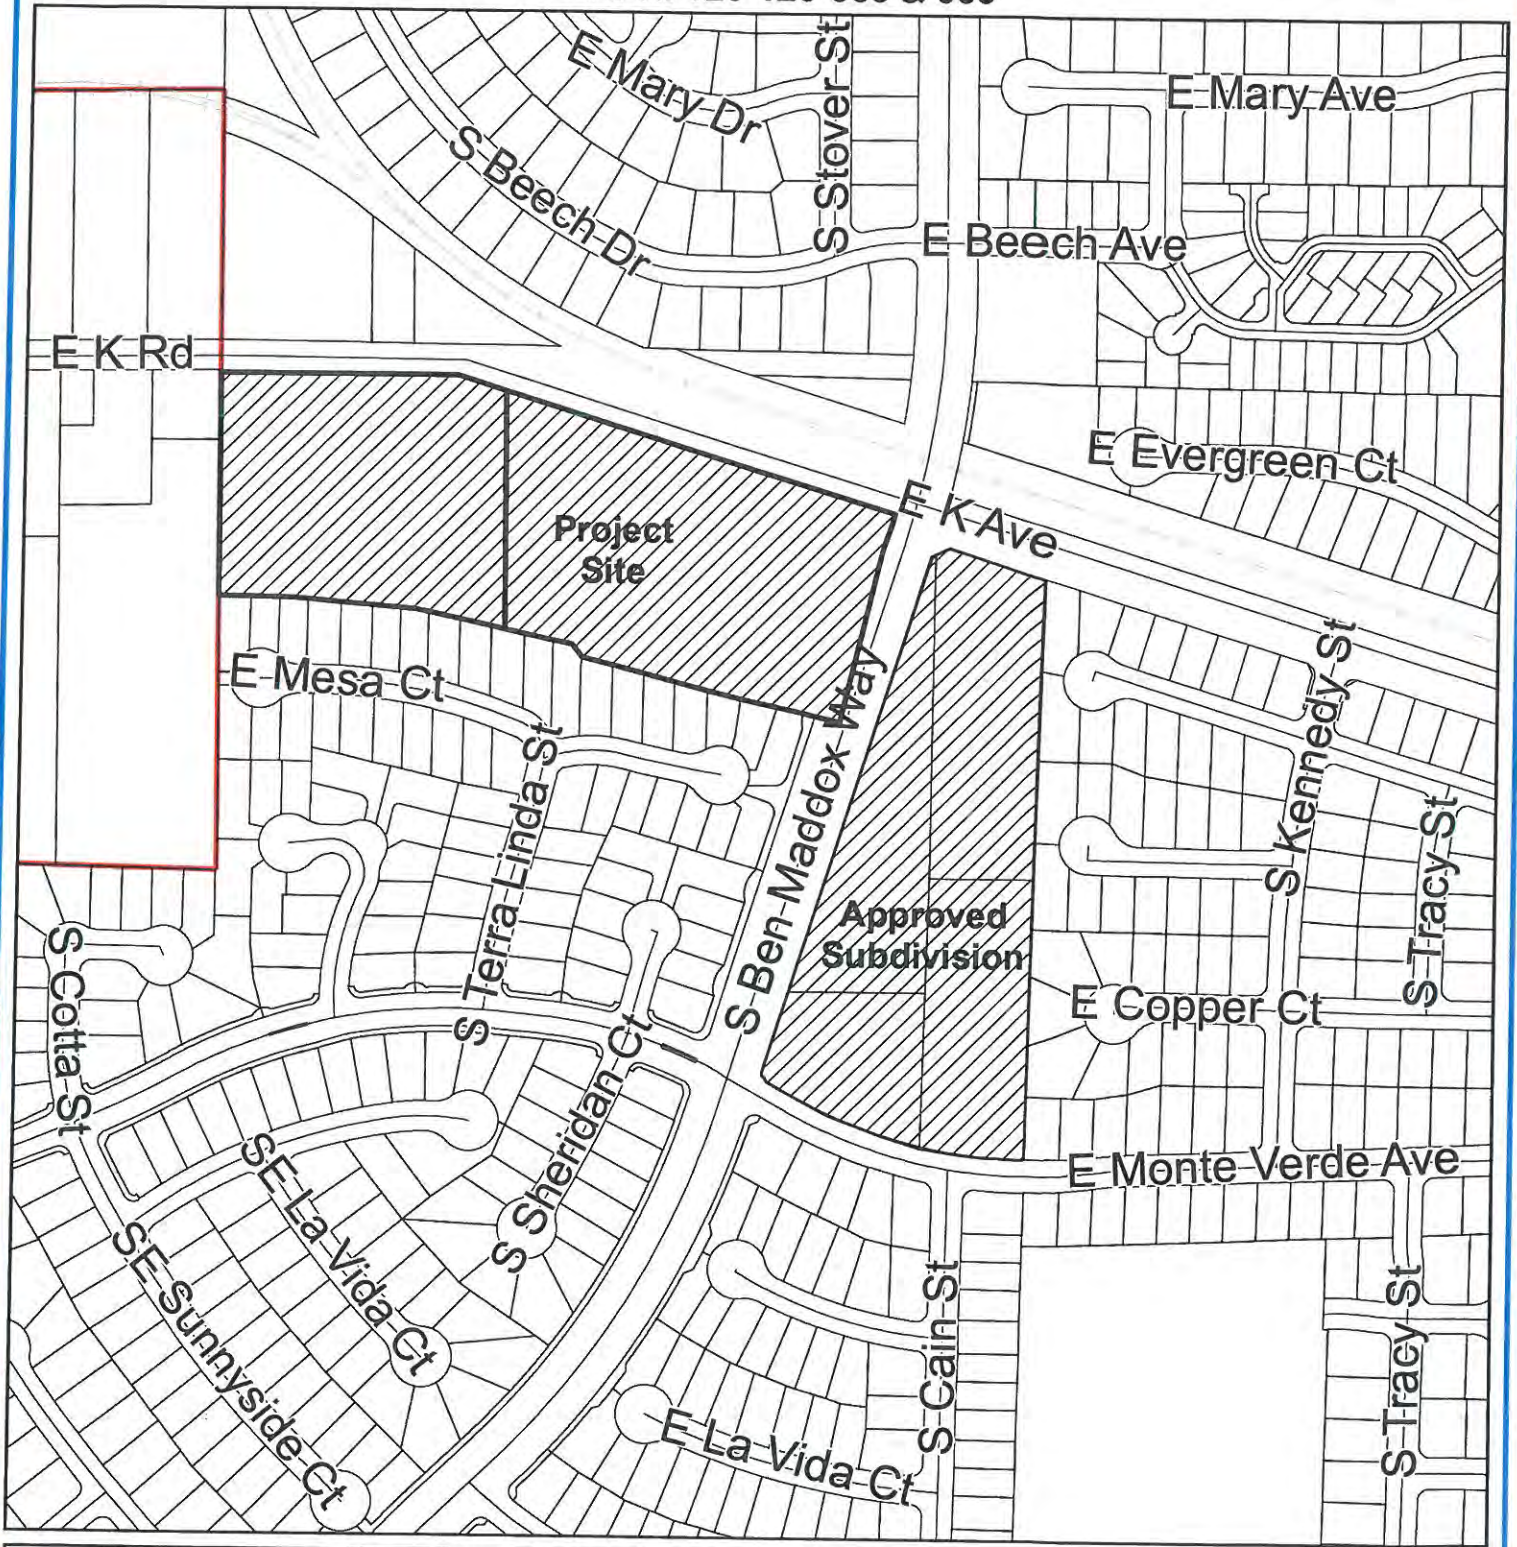 E Mary Dr
S Stover St
E Mary Ave
S Beech Dr
E Beech Ave
E K Rd
E Evergreen Ct
E K Ave
Project
Site
S Kennedy St
E Mesa Ct
S Terra Linda St
S Ben Maddox Way
S Tracy St
Approved
Subdivision
S Cotta St
E Copper Ct
S Sheridan Ct
SE La Vida Ct
E Monte Verde Ave
SE Sunnyside Ct
S Cain St
S Tracy St
E La Vida Ct